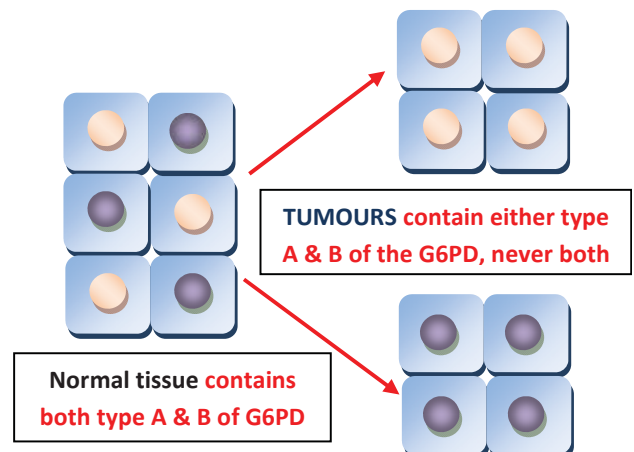 TUMOURS contain either type
A & B of the G6PD, never both
Normal tissue contains
both type A & B of G6PD